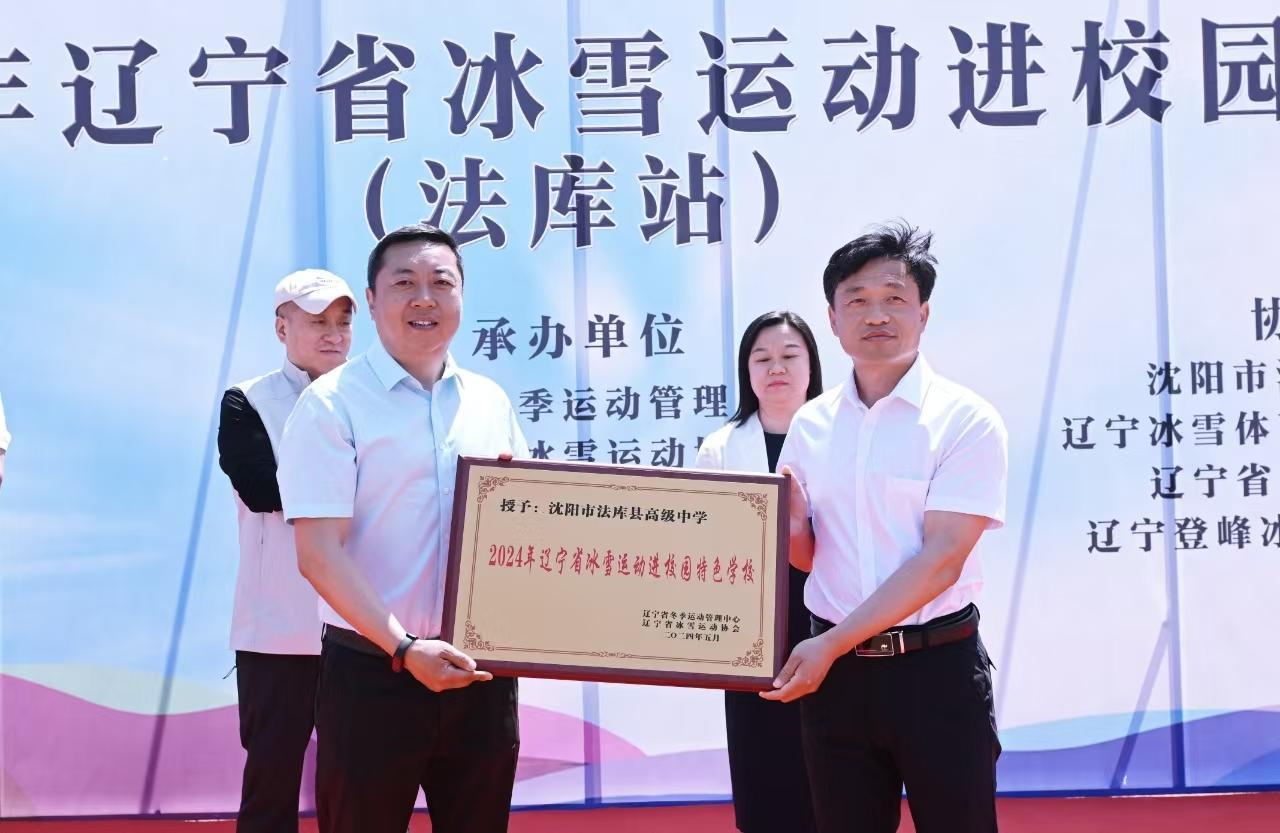 辽宁省冰雪运动进校园
(法库站)
承办单位
季运动管理
冰雪运动
协
沈阳市
辽宁冰雪体
辽宁省
辽宁登峰冰
授予：沈阳市法库县高级中学
2024年辽宁省冰雪运动进校园特色学校
辽宁省冬季运动管理中心
辽宁省冰雪运动协会
二〇二四年五月